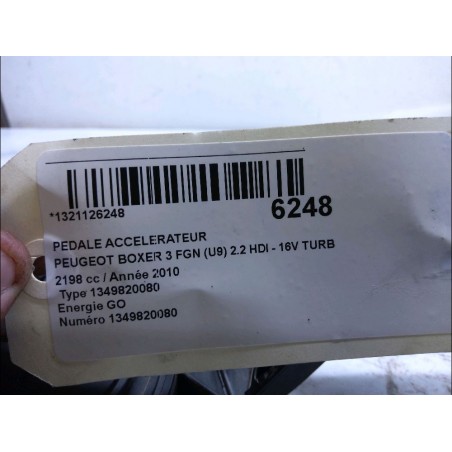 *1321126248
6248
PEDALE ACCELERATEUR
PEUGEOT BOXER 3 FGN (U9) 2.2 HDI - 16V TURB
2198 cc / Année 2010
Type 1349820080
Energie GO
Numéro 1349820080